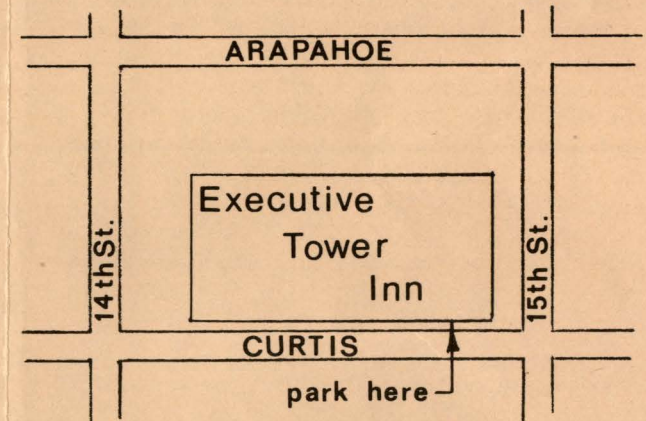 ARAPAHOE
Executive
Tower
Inn
14th St.
15th St.
CURTIS
park here